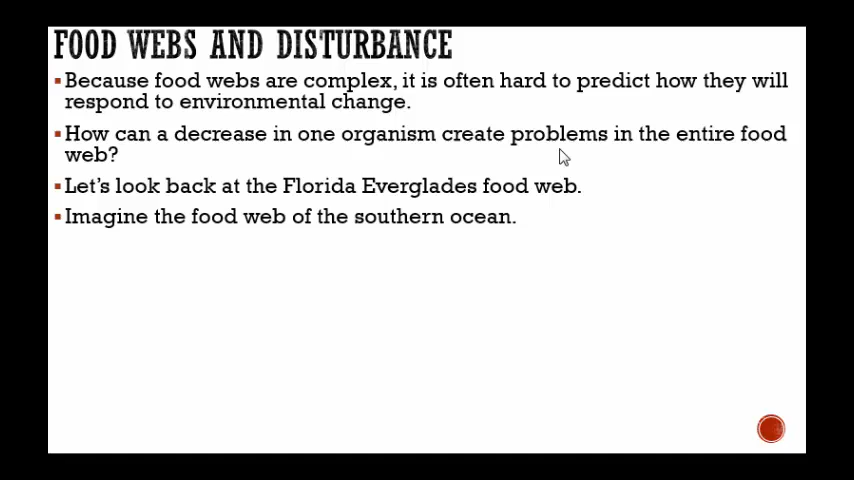 FOOD WEBS AND DISTURBANCE
Because food webs are complex, it is often hard to predict how they will
respond to environmental change.
How can a decrease in one organism create problems in the entire food
web?
Let's look back at the Florida Everglades food web.
Imagine the food web of the southern ocean.